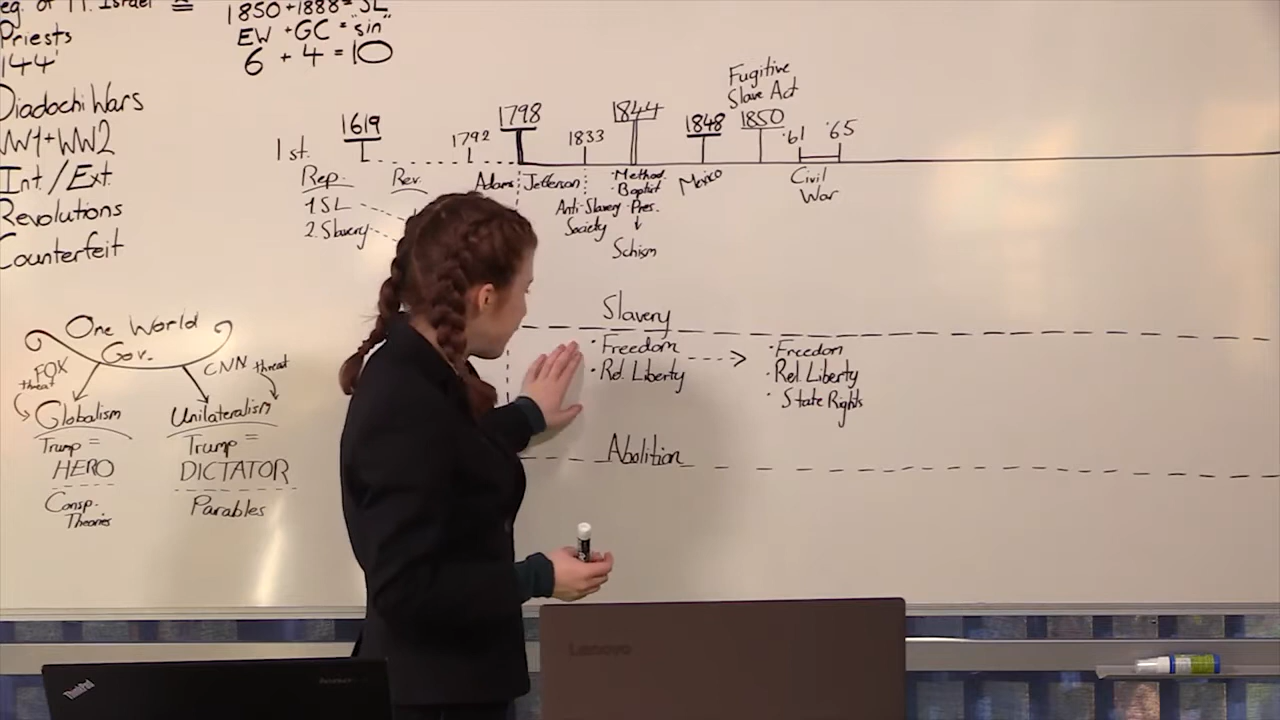 eg. of M. Israel =
Priests
144
Diadochi Wars
WW1+WW2
Int. / Ext.
Revolutions
Counterfeit
1850+1888="SL"
EW +GC = "sin"
6 + 4 = 10
1st.
1619
1792
1798
1833
1844
1848
Fugitive
Slave Act
1850
'61
'65
Rep.
1. SL
2. Slavery
Rev.
Adams
Jefferson
Anti-Slavery
Society
·Method.
·Baptist
·Pres.
↓
Schism
Mexico
Civil
War
Slavery
· Freedom
· Rel. Liberty
· Freedom
· Rel. Liberty
· State Rights
Abolition
One World
Gov.
FOX
threat
CNN threat
Globalism
Trump =
HERO
Consp.
Theories
Unilateralism
Trump =
DICTATOR
Parables
ThinkPad
Lenovo